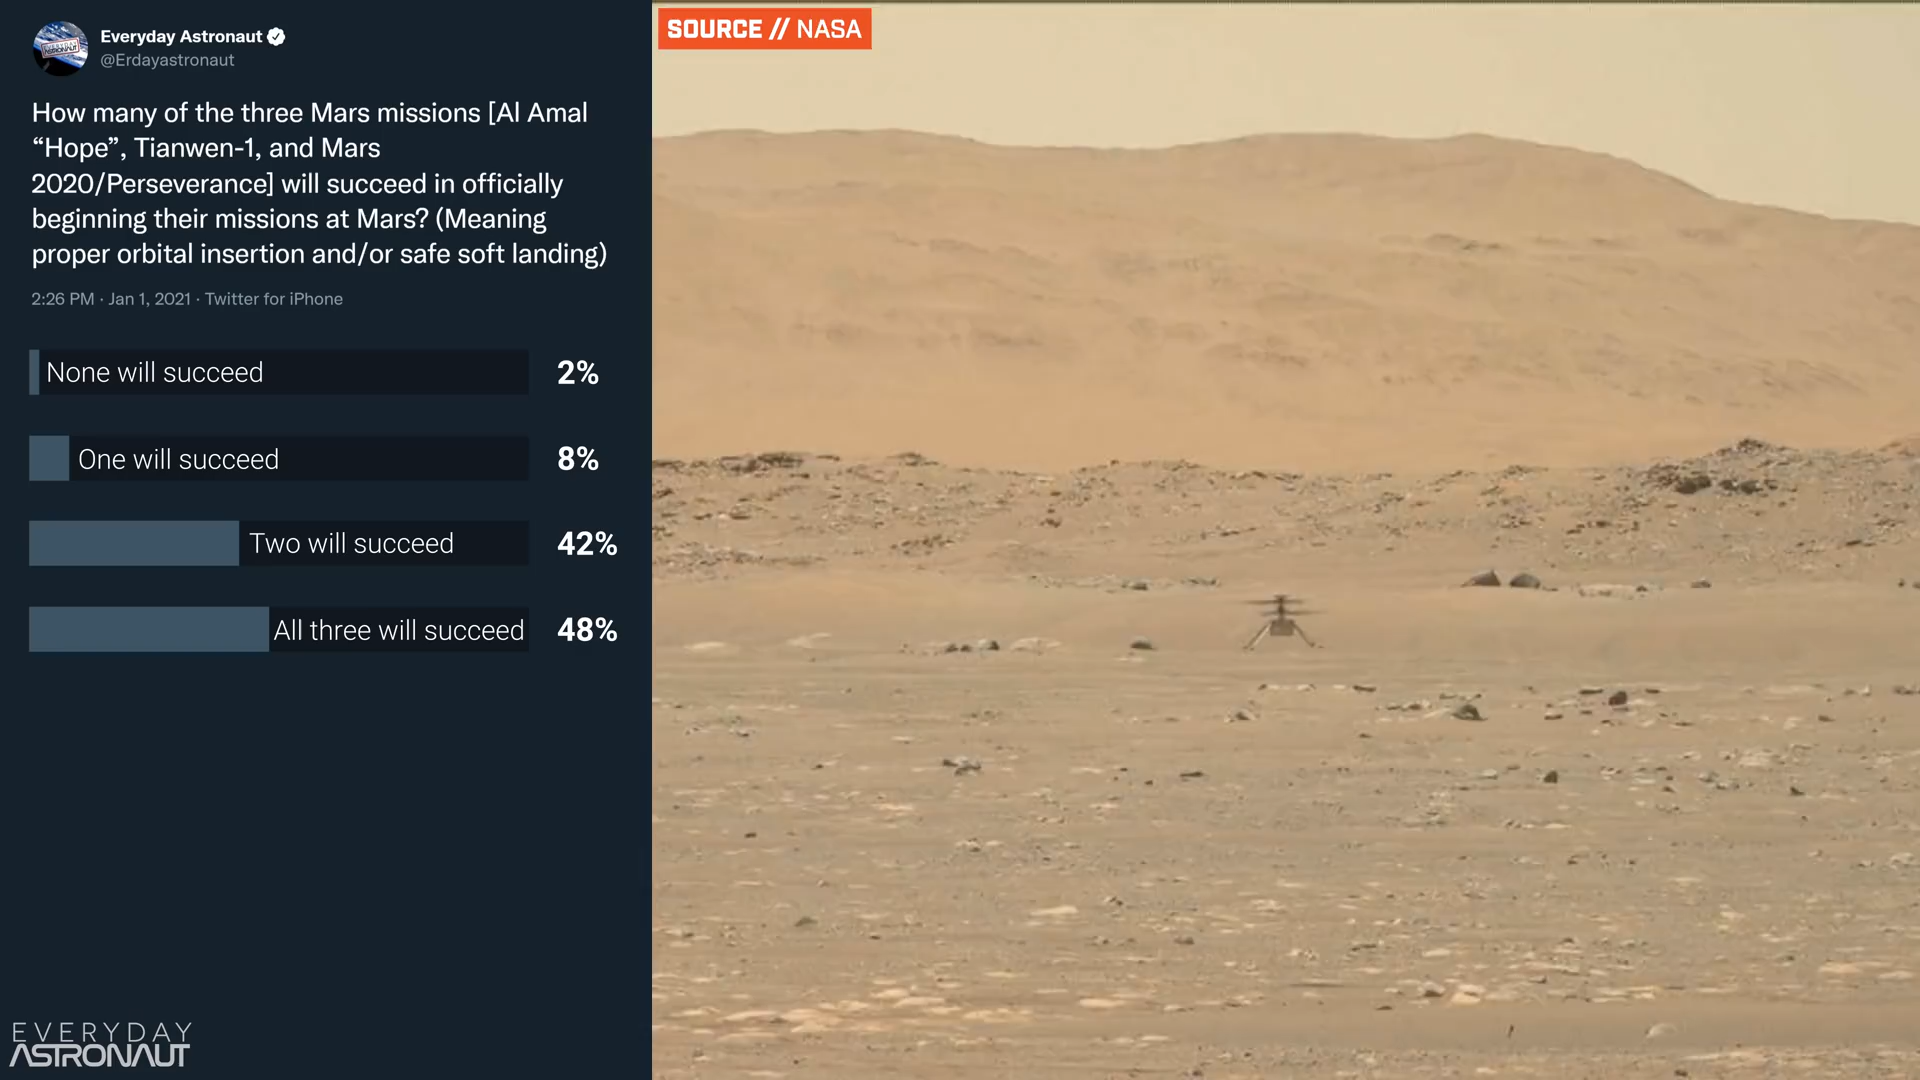 Everyday Astronaut
@Erdayastronaut
How many of the three Mars missions [Al Amal
“Hope”, Tianwen-1, and Mars
2020/Perseverance] will succeed in officially
beginning their missions at Mars? (Meaning
proper orbital insertion and/or safe soft landing)
2:26 PM · Jan 1, 2021 · Twitter for iPhone
None will succeed 2%
One will succeed 8%
Two will succeed 42%
All three will succeed 48%
EVERYDAY
ASTRONAUT
SOURCE // NASA